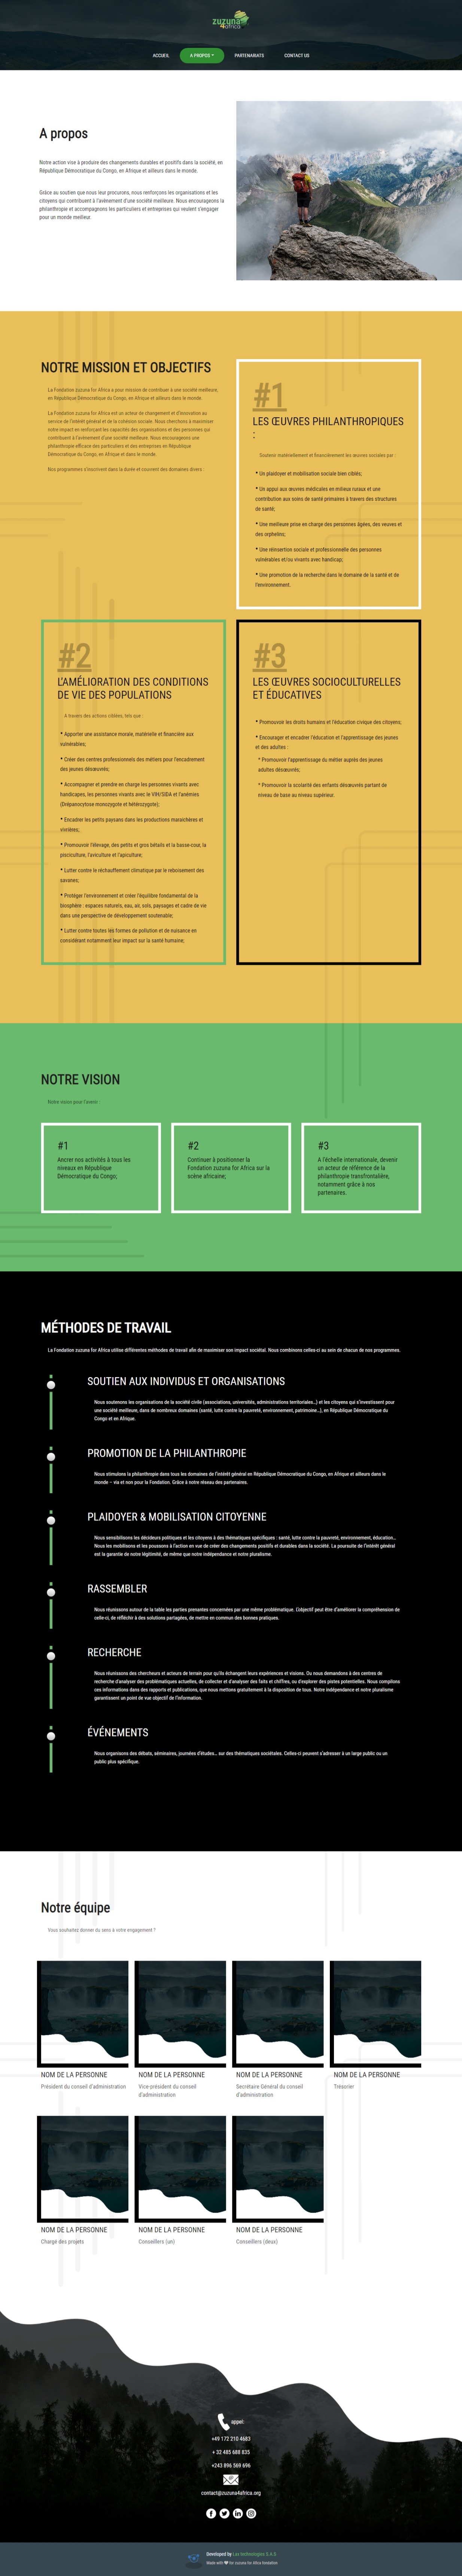 zuzuna
4africa
ACCUEIL
A PROPOS
PARTENARIATS
CONTACT US
A propos
Notre action vise à produire des changements durables et positifs dans la société, en
République Démocratique du Congo, en Afrique et ailleurs dans le monde.
Grâce au soutien que nous leur procurons, nous renforçons les organisations et les
citoyens qui contribuent à l'avènement d'une société meilleure. Nous encourageons la
philanthropie et accompagnons les particuliers et entreprises qui veulent s'engager
pour un monde meilleur.
NOTRE MISSION ET OBJECTIFS
La Fondation zuzuna for Africa a pour mission de contribuer à une société meilleure,
en République Démocratique du Congo, en Afrique et ailleurs dans le monde.
La Fondation zuzuna for Africa est un acteur de changement et d'innovation au
service de l'intérêt général et de la cohésion sociale. Nous cherchons à maximiser
notre impact en renforçant les capacités des organisations et des personnes qui
contribuent à l'avènement d'une société meilleure. Nous encourageons une
philanthropie efficace des particuliers et des entreprises en République
Démocratique du Congo, en Afrique et dans le monde.
Nos programmes s'inscrivent dans la durée et couvrent des domaines divers :
#1
LES ŒUVRES PHILANTHROPIQUES
:
Soutenir matériellement et financièrement les œuvres sociales par :
* Un plaidoyer et mobilisation sociale bien ciblés;
* Un appui aux œuvres médicales en milieux ruraux et une
contribution aux soins de santé primaires à travers des structures
de santé;
* Une meilleure prise en charge des personnes âgées, des veuves et
des orphelins;
* Une réinsertion sociale et professionnelle des personnes
vulnérables et/ou vivants avec handicap;
* Une promotion de la recherche dans le domaine de la santé et de
l'environnement.
#2
L'AMÉLIORATION DES CONDITIONS
DE VIE DES POPULATIONS
A travers des actions ciblées, tels que :
* Apporter une assistance morale, matérielle et financière aux
vulnérables;
* Créer des centres professionnels des métiers pour l'encadrement
des jeunes désœuvrés;
* Accompagner et prendre en charge les personnes vivants avec
handicapes, les personnes vivants avec le VIH/SIDA et l'anémies
(Drépanocytose monozygote et hétérozygote);
* Encadrer les petits paysans dans les productions maraichères et
vivrières;
* Promouvoir l'élevage, des petits et gros bétails et la basse-cour, la
pisciculture, l'aviculture et l'apiculture;
* Lutter contre le réchauffement climatique par le reboisement des
savanes;
* Protéger l'environnement et créer l'équilibre fondamental de la
biosphère : espaces naturels, eau, air, sols, paysages et cadre de vie
dans une perspective de développement soutenable;
* Lutter contre toutes les formes de pollution et de nuisance en
considérant notamment leur impact sur la santé humaine;
#3
LES ŒUVRES SOCIOCULTURELLES
ET ÉDUCATIVES
* Promouvoir les droits humains et l'éducation civique des citoyens;
* Encourager et encadrer l'éducation et l'apprentissage des jeunes
et des adultes :
* Promouvoir l'apprentissage du métier auprès des jeunes
adultes désœuvrés;
* Promouvoir la scolarité des enfants désœuvrés partant de
niveau de base au niveau supérieur.
NOTRE VISION
Notre vision pour l'avenir :
#1
Ancrer nos activités à tous les
niveaux en République
Démocratique du Congo;
#2
Continuer à positionner la
Fondation zuzuna for Africa sur la
scène africaine;
#3
A l'échelle internationale, devenir
un acteur de référence de la
philanthropie transfrontalière,
notamment grâce à nos
partenaires.
MÉTHODES DE TRAVAIL
La Fondation zuzuna for Africa utilise différentes méthodes de travail afin de maximiser son impact sociétal. Nous combinons celles-ci au sein de chacun de nos programmes.
SOUTIEN AUX INDIVIDUS ET ORGANISATIONS
Nous soutenons les organisations de la société civile (associations, universités, administrations territoriales...) et les citoyens qui s'investissent pour
une société meilleure, dans de nombreux domaines (santé, lutte contre la pauvreté, environnement, patrimoine...), en République Démocratique du
Congo et en Afrique.
PROMOTION DE LA PHILANTHROPIE
Nous stimulons la philanthropie dans tous les domaines de l'intérêt général en République Démocratique du Congo, en Afrique et ailleurs dans le
monde – via et non pour la Fondation. Grâce à notre réseau des partenaires.
PLAIDOYER & MOBILISATION CITOYENNE
Nous sensibilisons les décideurs politiques et les citoyens à des thématiques spécifiques : santé, lutte contre la pauvreté, environnement, éducation...
Nous les mobilisons et les poussons à l'action en vue de créer des changements positifs et durables dans la société. La poursuite de l'intérêt général
est la garantie de notre légitimité, de même que notre indépendance et notre pluralisme.
RASSEMBLER
Nous réunissons autour de la table les parties prenantes concernées par une même problématique. L'objectif peut être d'améliorer la compréhension de
celle-ci, de réfléchir à des solutions partagées, de mettre en commun des bonnes pratiques.
RECHERCHE
Nous réunissons des chercheurs et acteurs de terrain pour qu'ils échangent leurs expériences et visions. Ou nous demandons à des centres de
recherche d'analyser des problématiques actuelles, de collecter et d'analyser des faits et chiffres, ou d'explorer des pistes potentielles. Nous compilons
ces informations dans des rapports et publications, que nous mettons gratuitement à la disposition de tous. Notre indépendance et notre pluralisme
garantissent un point de vue objectif de l'information.
ÉVÉNEMENTS
Nous organisons des débats, séminaires, journées d'études... sur des thématiques sociétales. Celles-ci peuvent s'adresser à un large public ou un
public plus spécifique.
Notre équipe
Vous souhaitez donner du sens à votre engagement ?
NOM DE LA PERSONNE
Président du conseil d'administration
NOM DE LA PERSONNE
Vice-président du conseil
d'administration
NOM DE LA PERSONNE
Secrétaire Général du conseil
d'administration
NOM DE LA PERSONNE
Trésorier
NOM DE LA PERSONNE
Chargé des projets
NOM DE LA PERSONNE
Conseillers (un)
NOM DE LA PERSONNE
Conseillers (deux)
appel:
+49 172 210 4683
+ 32 485 688 835
+243 896 569 696
contact@zuzuna4africa.org
Developed by Lax technologies S.A.S
Made with for zuzuna for Africa fondation